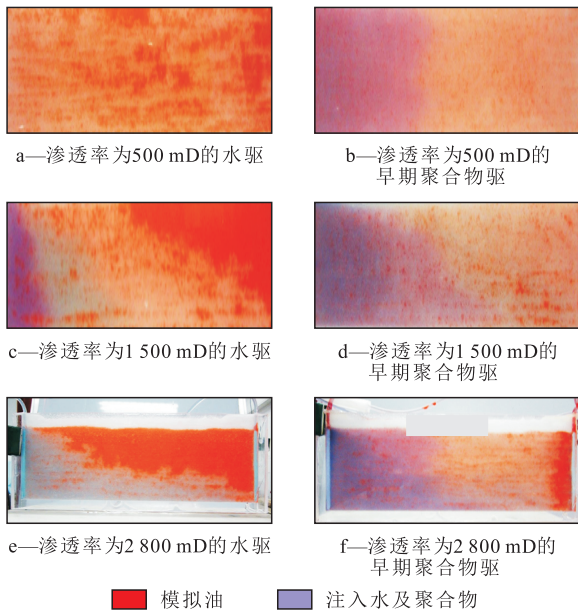 a—渗透率为500 mD的水驱
b—渗透率为500 mD的
早期聚合物驱
c—渗透率为1 500 mD的水驱
d—渗透率为1 500 mD的
早期聚合物驱
e—渗透率为2 800 mD的水驱
f—渗透率为2 800 mD的
早期聚合物驱
模拟油
注入水及聚合物